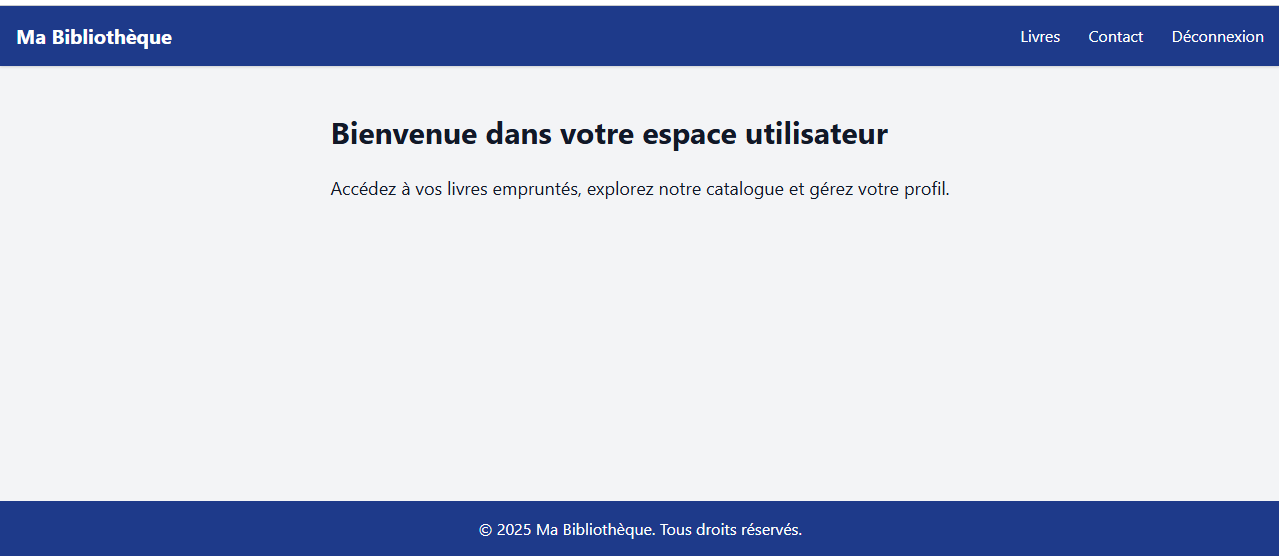 Ma Bibliothèque
Livres Contact Déconnexion
Bienvenue dans votre espace utilisateur
Accédez à vos livres empruntés, explorez notre catalogue et gérez votre profil.
© 2025 Ma Bibliothèque. Tous droits réservés.